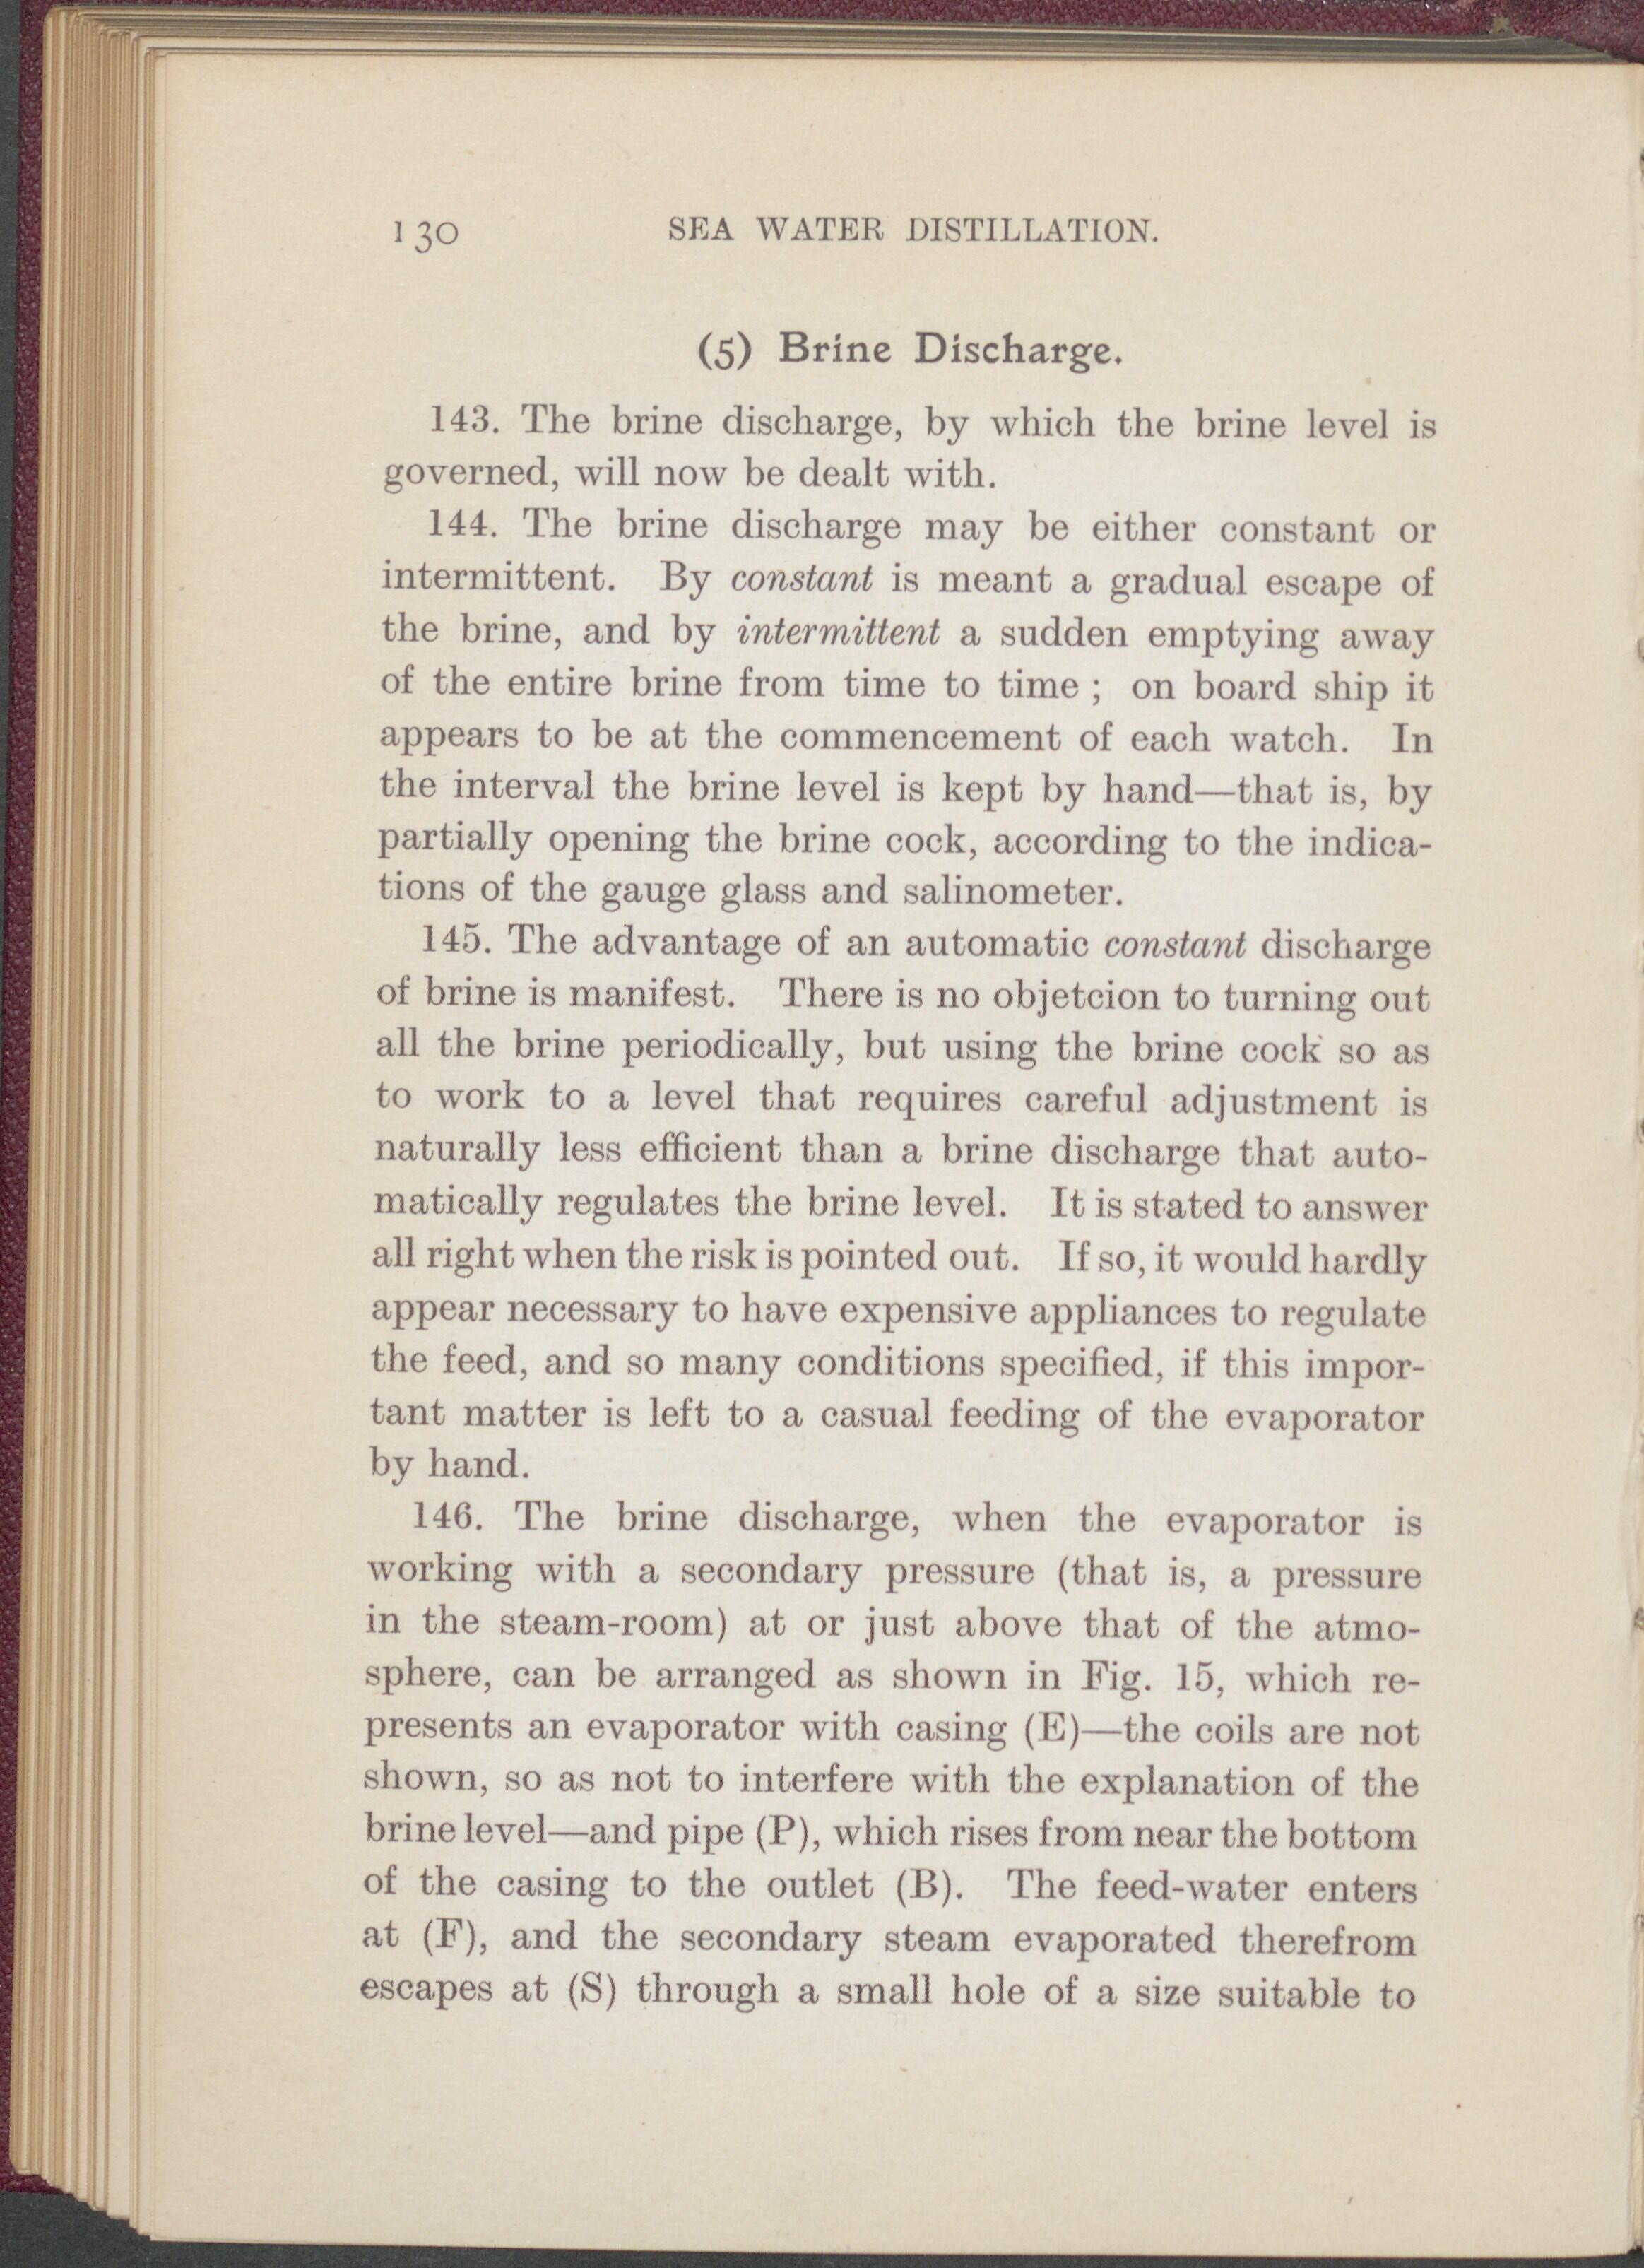 130 SEA WATER DISTILLATION.
(5) Brine Discharge.
143. The brine discharge, by which the brine level is
governed, will now be dealt with.
144. The brine discharge may be either constant or
intermittent. By constant is meant a gradual escape of
the brine, and by intermittent a sudden emptying away
of the entire brine from time to time ; on board ship it
appears to be at the commencement of each watch. In
the interval the brine level is kept by hand—that is, by
partially opening the brine cock, according to the indica-
tions of the gauge glass and salinometer.
145. The advantage of an automatic constant discharge
of brine is manifest. There is no objetcion to turning out
all the brine periodically, but using the brine cock so as
to work to a level that requires careful adjustment is
naturally less efficient than a brine discharge that auto-
matically regulates the brine level. It is stated to answer
all right when the risk is pointed out. If so, it would hardly
appear necessary to have expensive appliances to regulate
the feed, and so many conditions specified, if this impor-
tant matter is left to a casual feeding of the evaporator
by hand.
146. The brine discharge, when the evaporator is
working with a secondary pressure (that is, a pressure
in the steam-room) at or just above that of the atmo-
sphere, can be arranged as shown in Fig. 15, which re-
presents an evaporator with casing (E)—the coils are not
shown, so as not to interfere with the explanation of the
brine level—and pipe (P), which rises from near the bottom
of the casing to the outlet (B). The feed-water enters
at (F), and the secondary steam evaporated therefrom
escapes at (S) through a small hole of a size suitable to